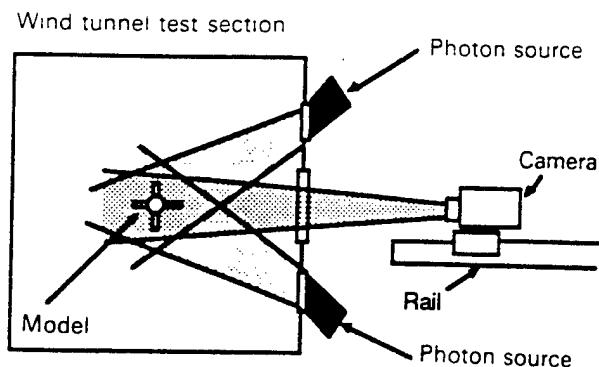 Wind tunnel test section
Photon source
Camera
Rail
Model
Photon source